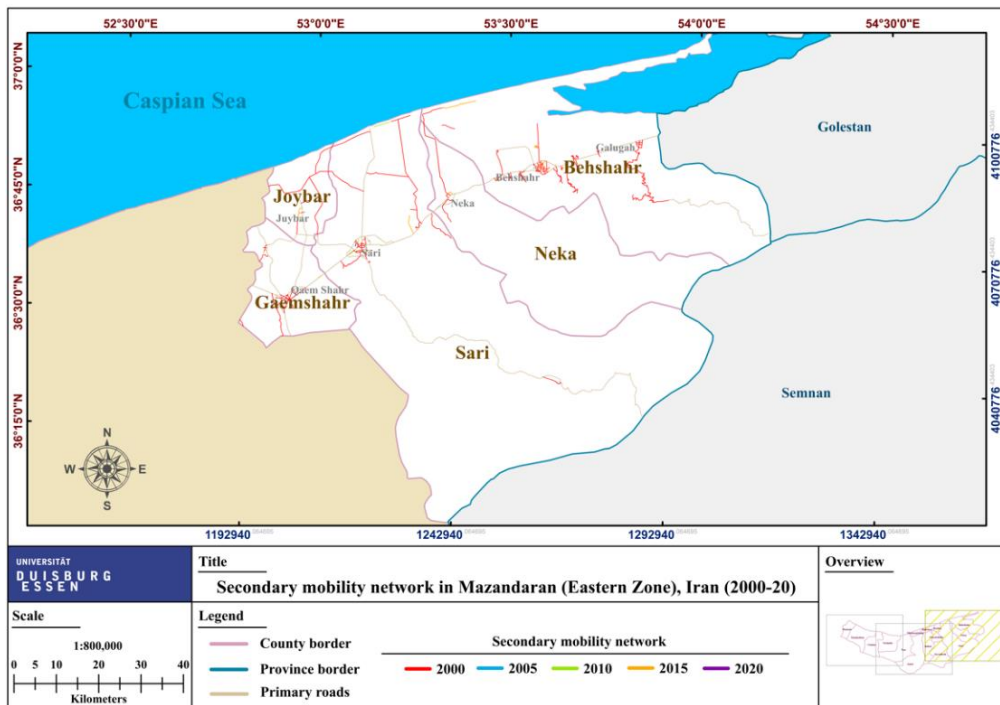 52°30'0"E 53°0'0"E 53°30'0"E 54°0'0"E 54°30'0"E
37°0'0"N
36°45'0"N
36°30'0"N
36°15'0"N
4100776
4070776
4040776
Caspian Sea
Golestan
Galugah
Behshahr
Behshahr
Joybar
Juybar
Neka
Neka
Sari
Qaem Shahr
Gaemshahr
Sari
Semnan
N
W E
S
1192940 1242940 1292940 1342940
UNIVERSITÄT
DUISBURG
ESSEN
Title
Secondary mobility network in Mazandaran (Eastern Zone), Iran (2000-20)
Overview
Scale
1:800,000
0 5 10 20 30 40
Kilometers
Legend
County border
Province border
Primary roads
Secondary mobility network
2000 2005 2010 2015 2020